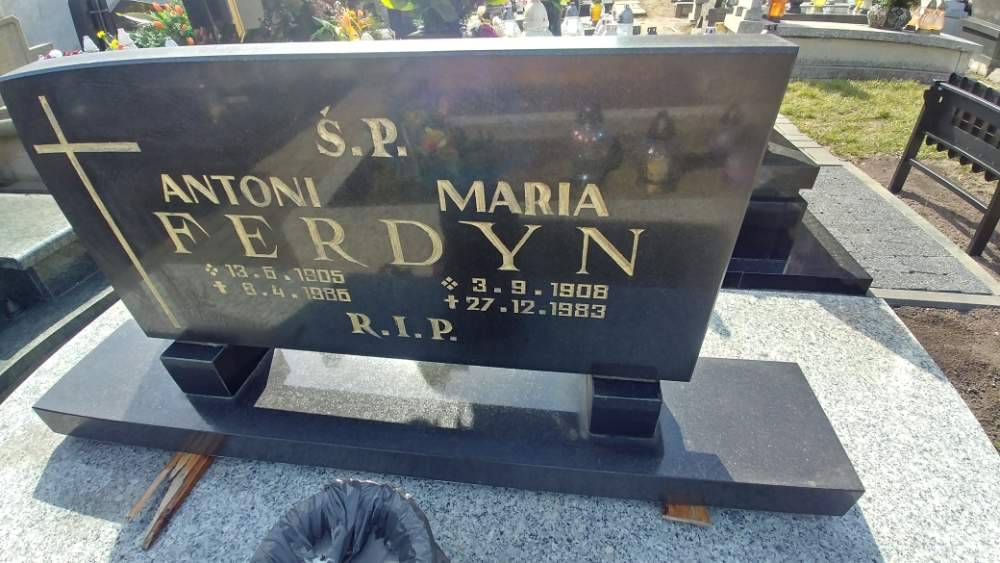 Ś.P.
ANTONI MARIA
FERDYN
13.6.1905 3.9.1908
8.4.1986 27.12.1983
R.I.P.